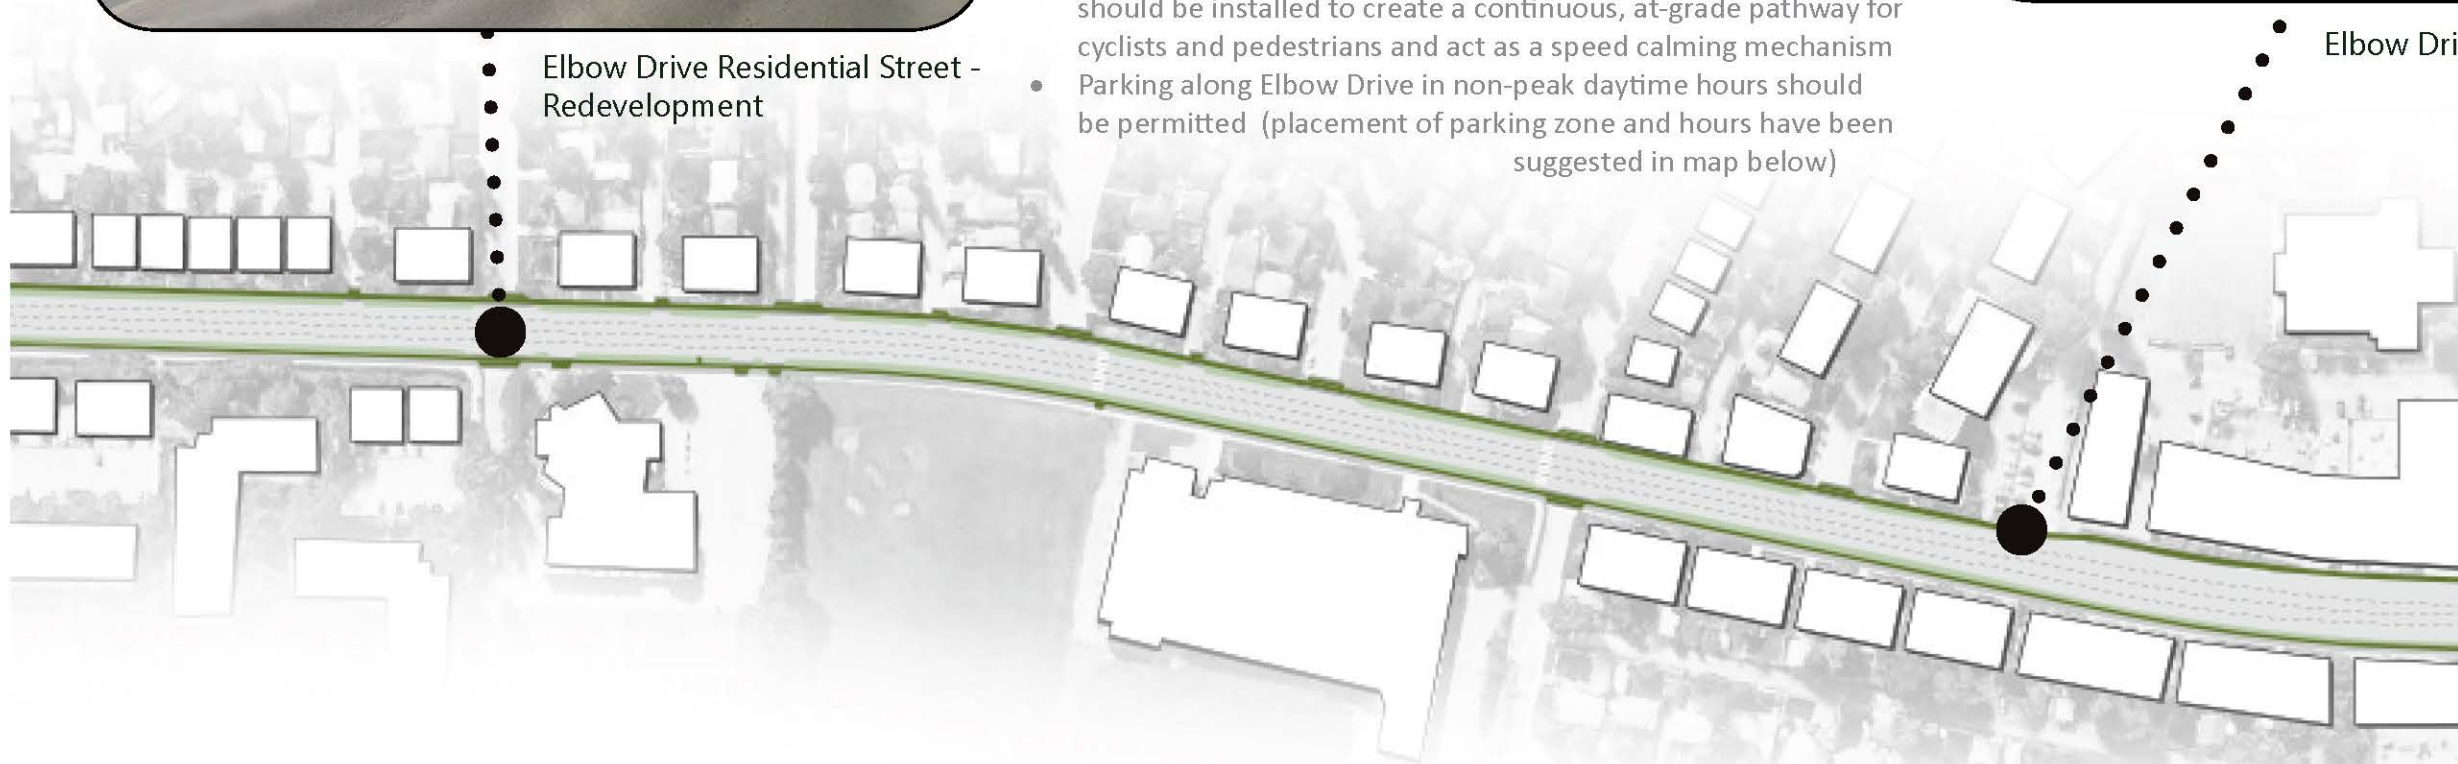 Elbow Drive Residential Street -
Redevelopment
should be installed to create a continuous, at-grade pathway for
cyclists and pedestrians and act as a speed calming mechanism
• Parking along Elbow Drive in non-peak daytime hours should
be permitted (placement of parking zone and hours have been
suggested in map below)
Elbow Dri